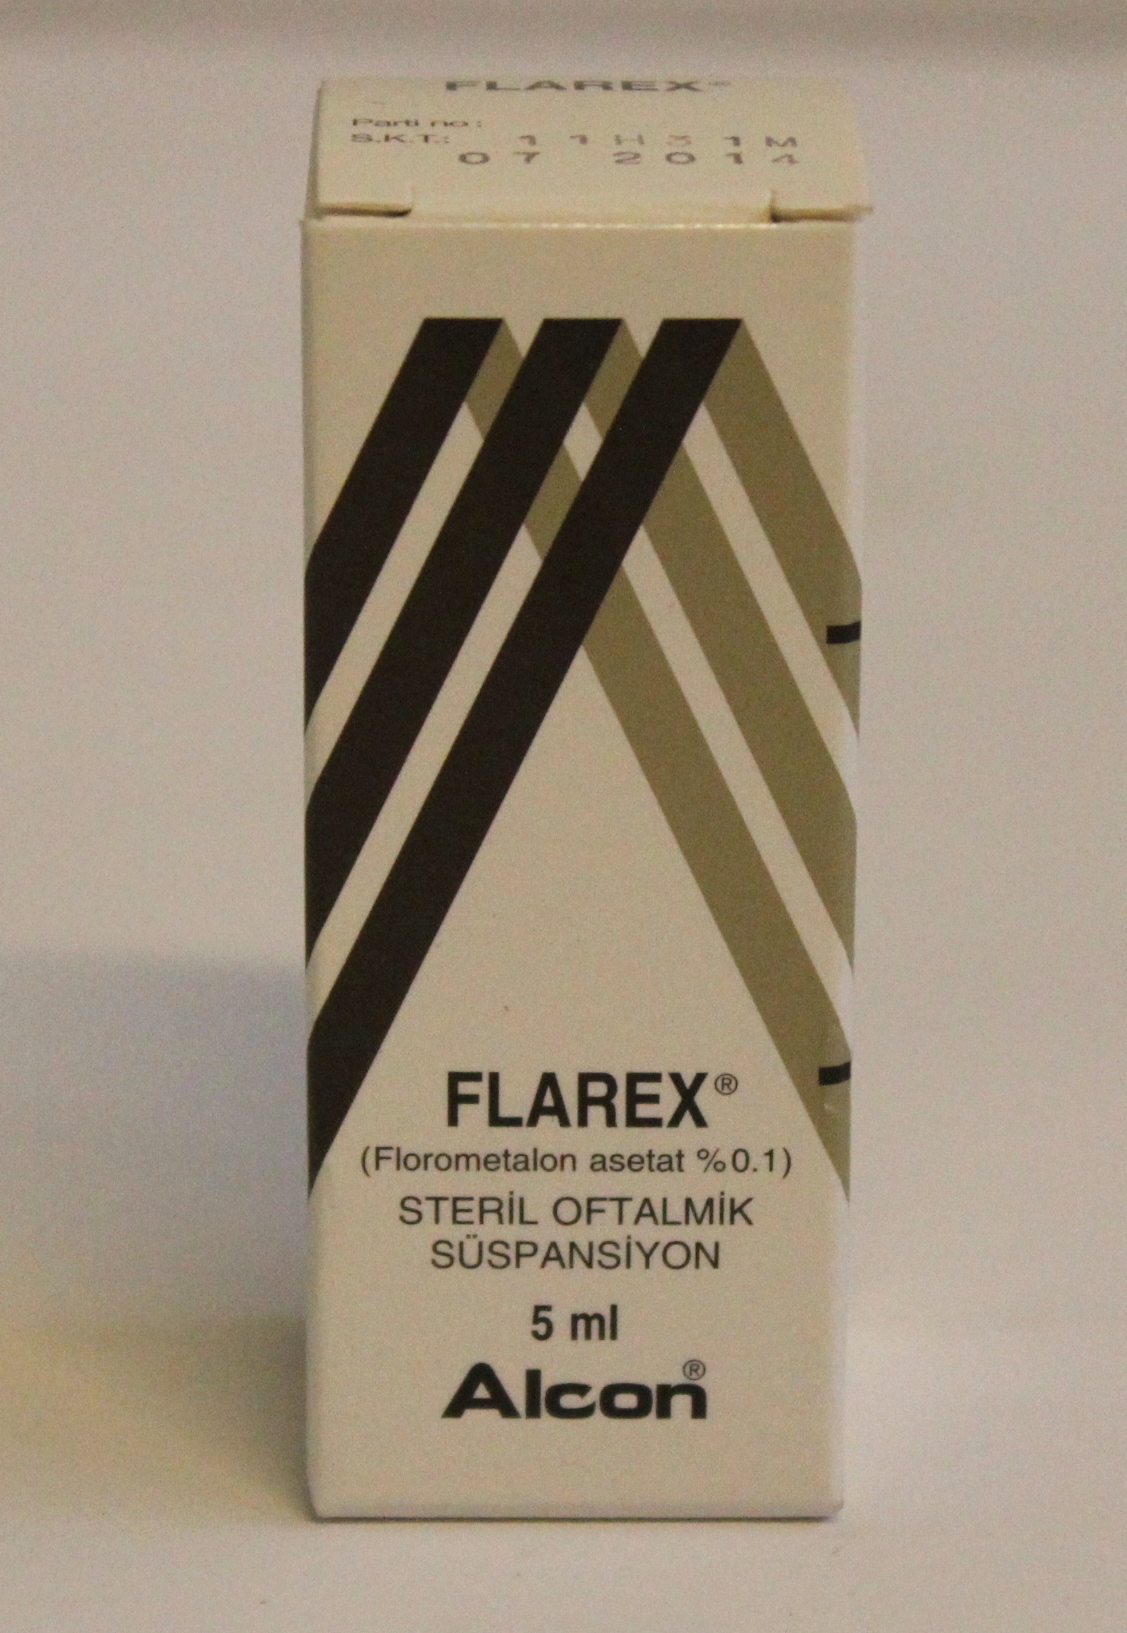 FLAREX®
Parti no:
S.K.T.: 11H31M
07 2014
FLAREX®
(Florometalon asetat %0.1)
STERİL OFTALMİK
SÜSPANSİYON
5 ml
Alcon®